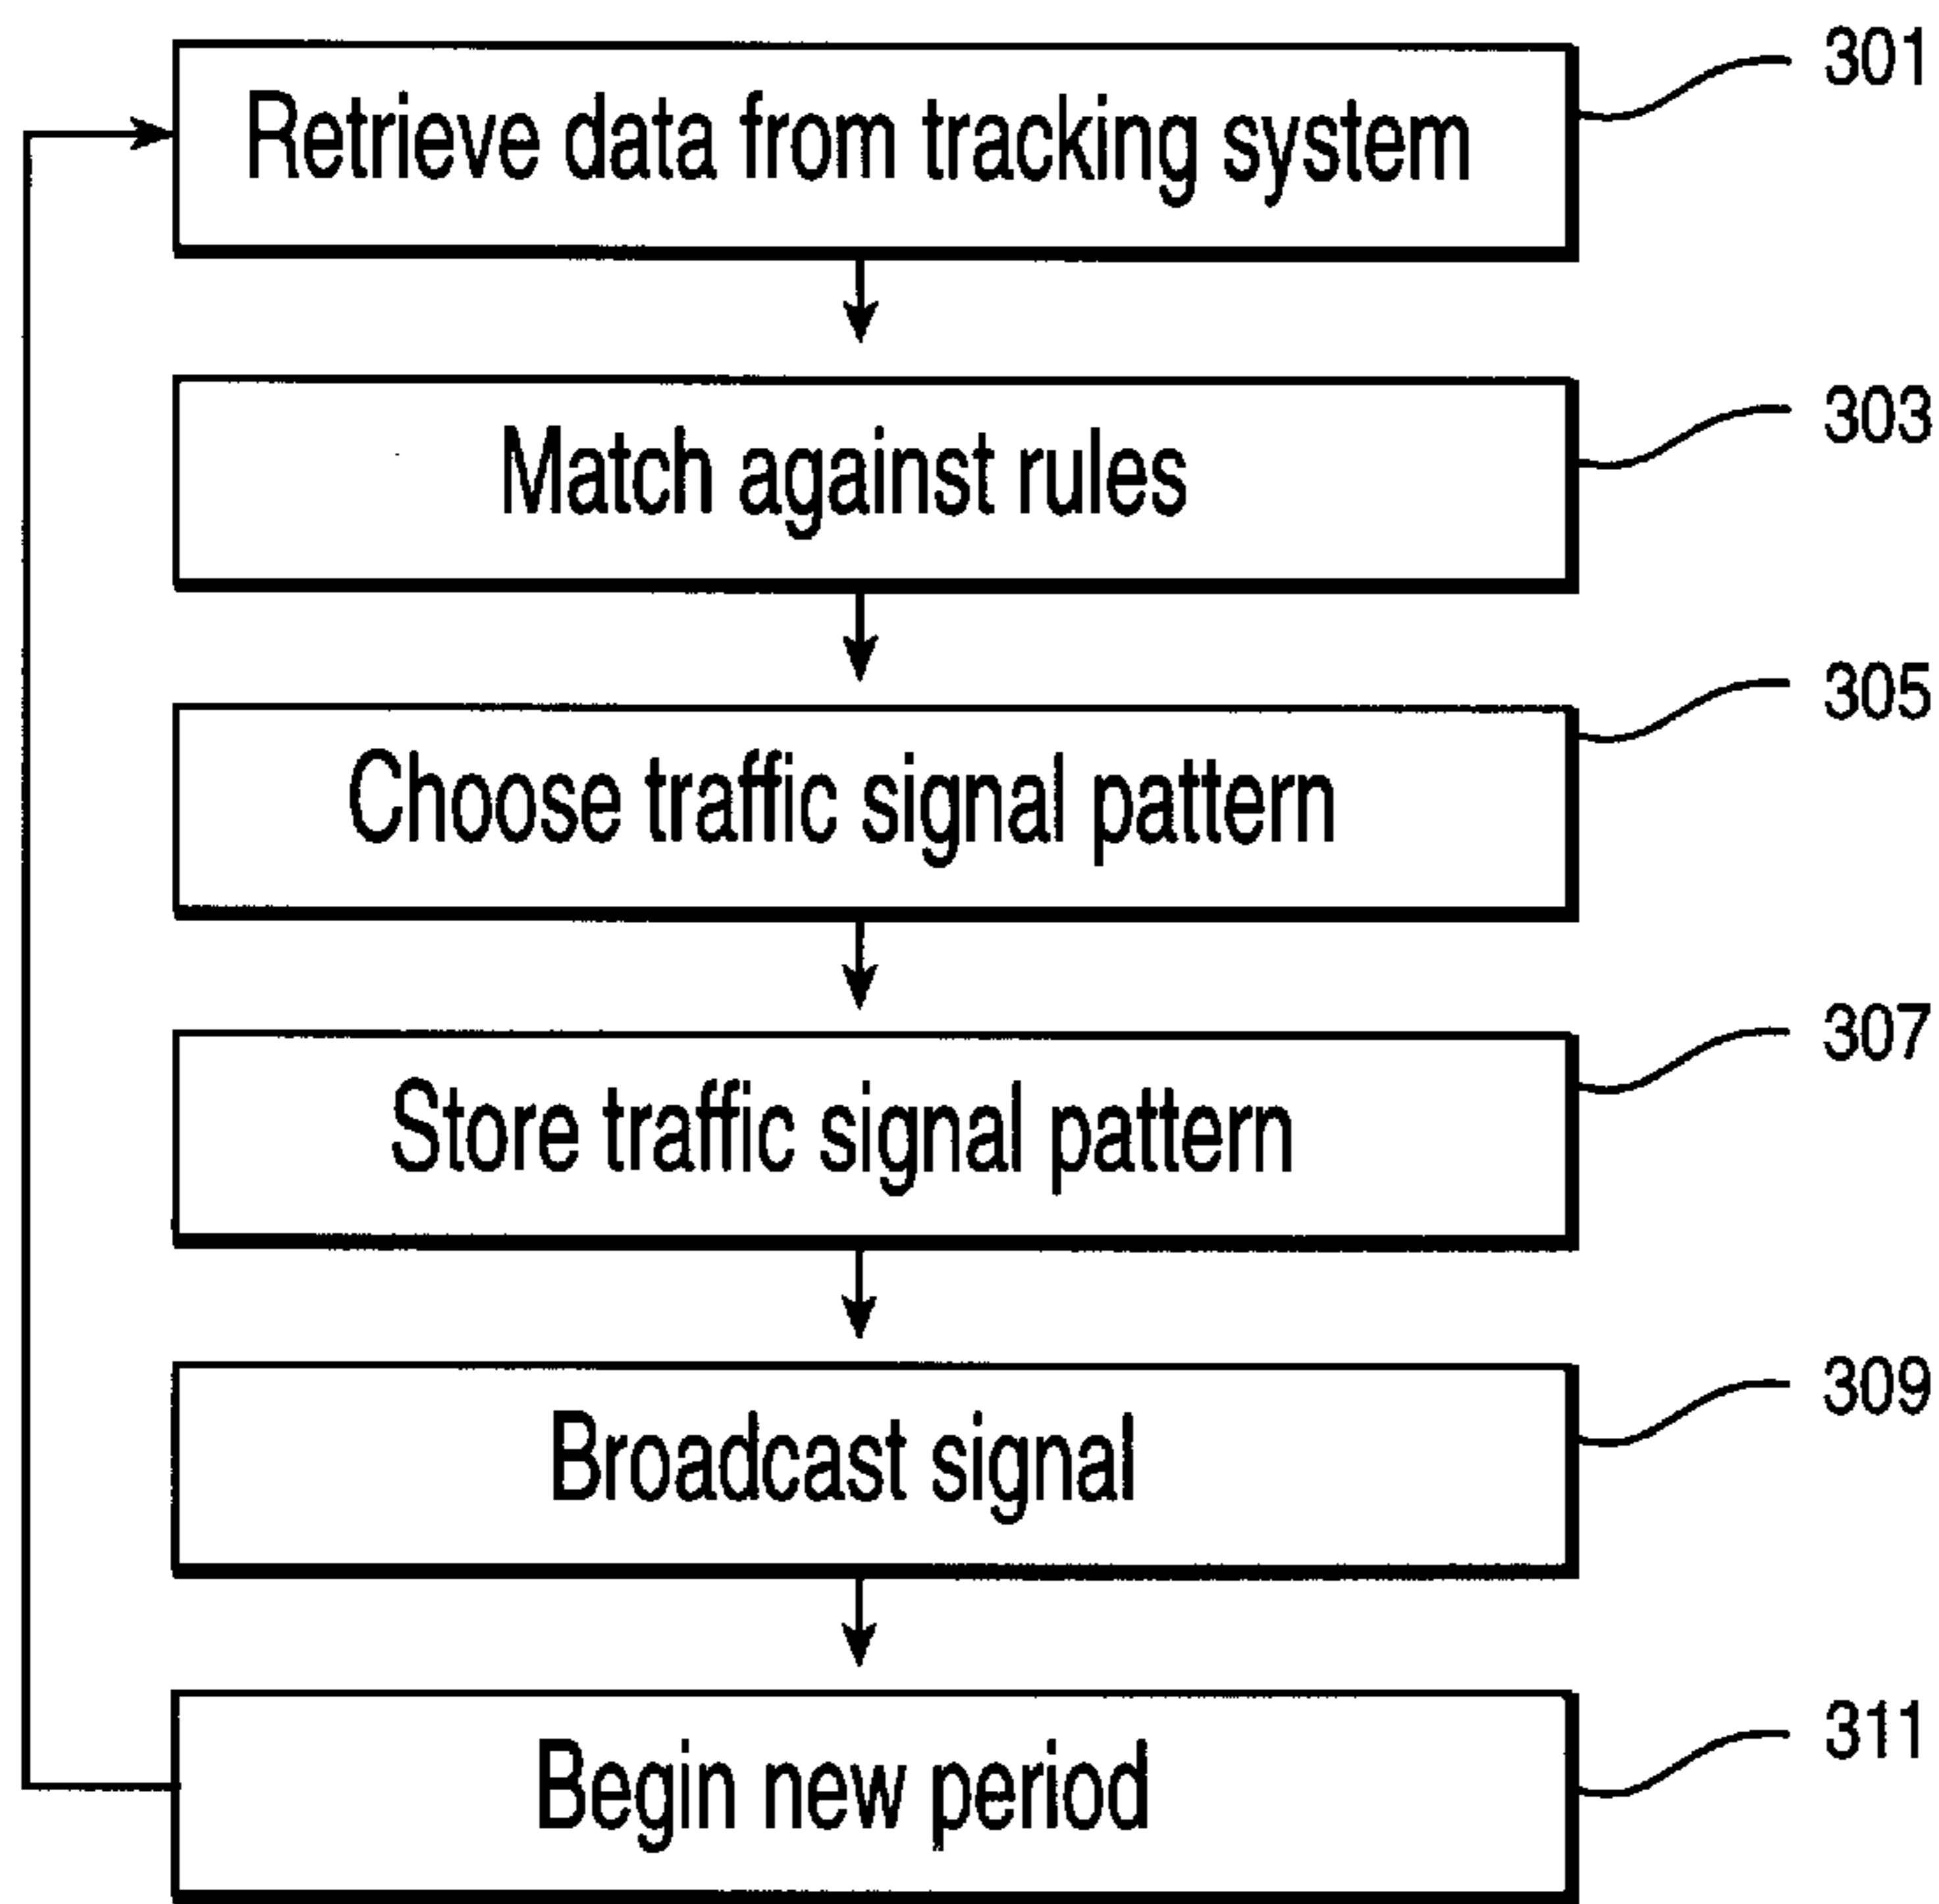 Retrieve data from tracking system
301
Match against rules
303
Choose traffic signal pattern
305
Store traffic signal pattern
307
Broadcast signal
309
Begin new period
311